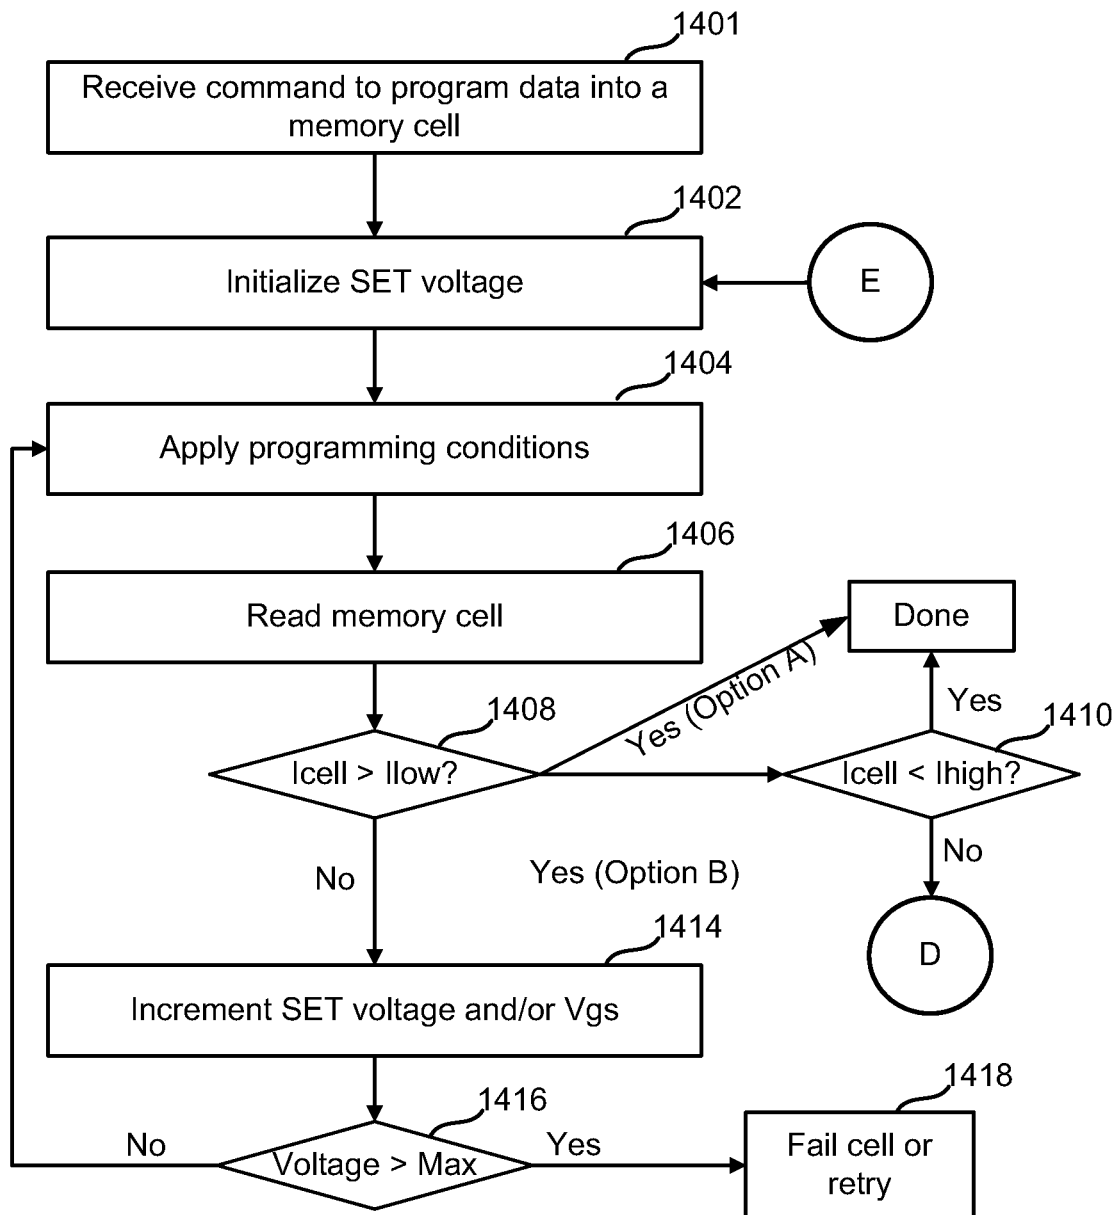 1401
Receive command to program data into a
memory cell
1402
Initialize SET voltage
E
1404
Apply programming conditions
1406
Read memory cell
Done
Yes (Option A)
Yes
1408
1410
Icell > Ilow?
Icell < Ihigh?
No
Yes (Option B)
No
D
1414
Increment SET voltage and/or Vgs
1416
1418
No
Voltage > Max
Yes
Fail cell or
retry